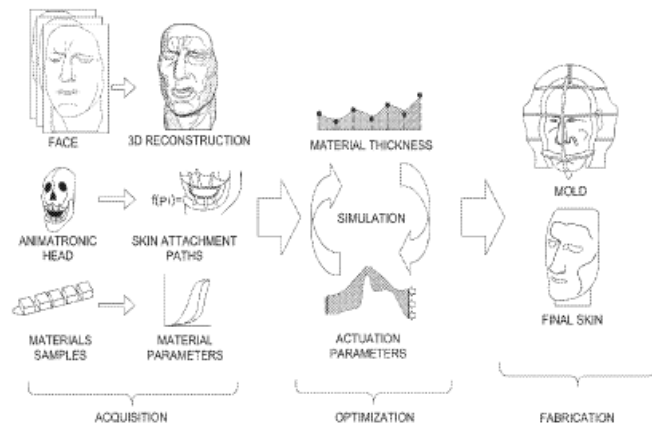 FACE
3D RECONSTRUCTION
ANIMATRONIC
HEAD
f(pi)=
SKIN ATTACHMENT
PATHS
MATERIALS
SAMPLES
MATERIAL
PARAMETERS
ACQUISITION
MATERIAL THICKNESS
SIMULATION
ACTUATION
PARAMETERS
OPTIMIZATION
MOLD
FINAL SKIN
FABRICATION